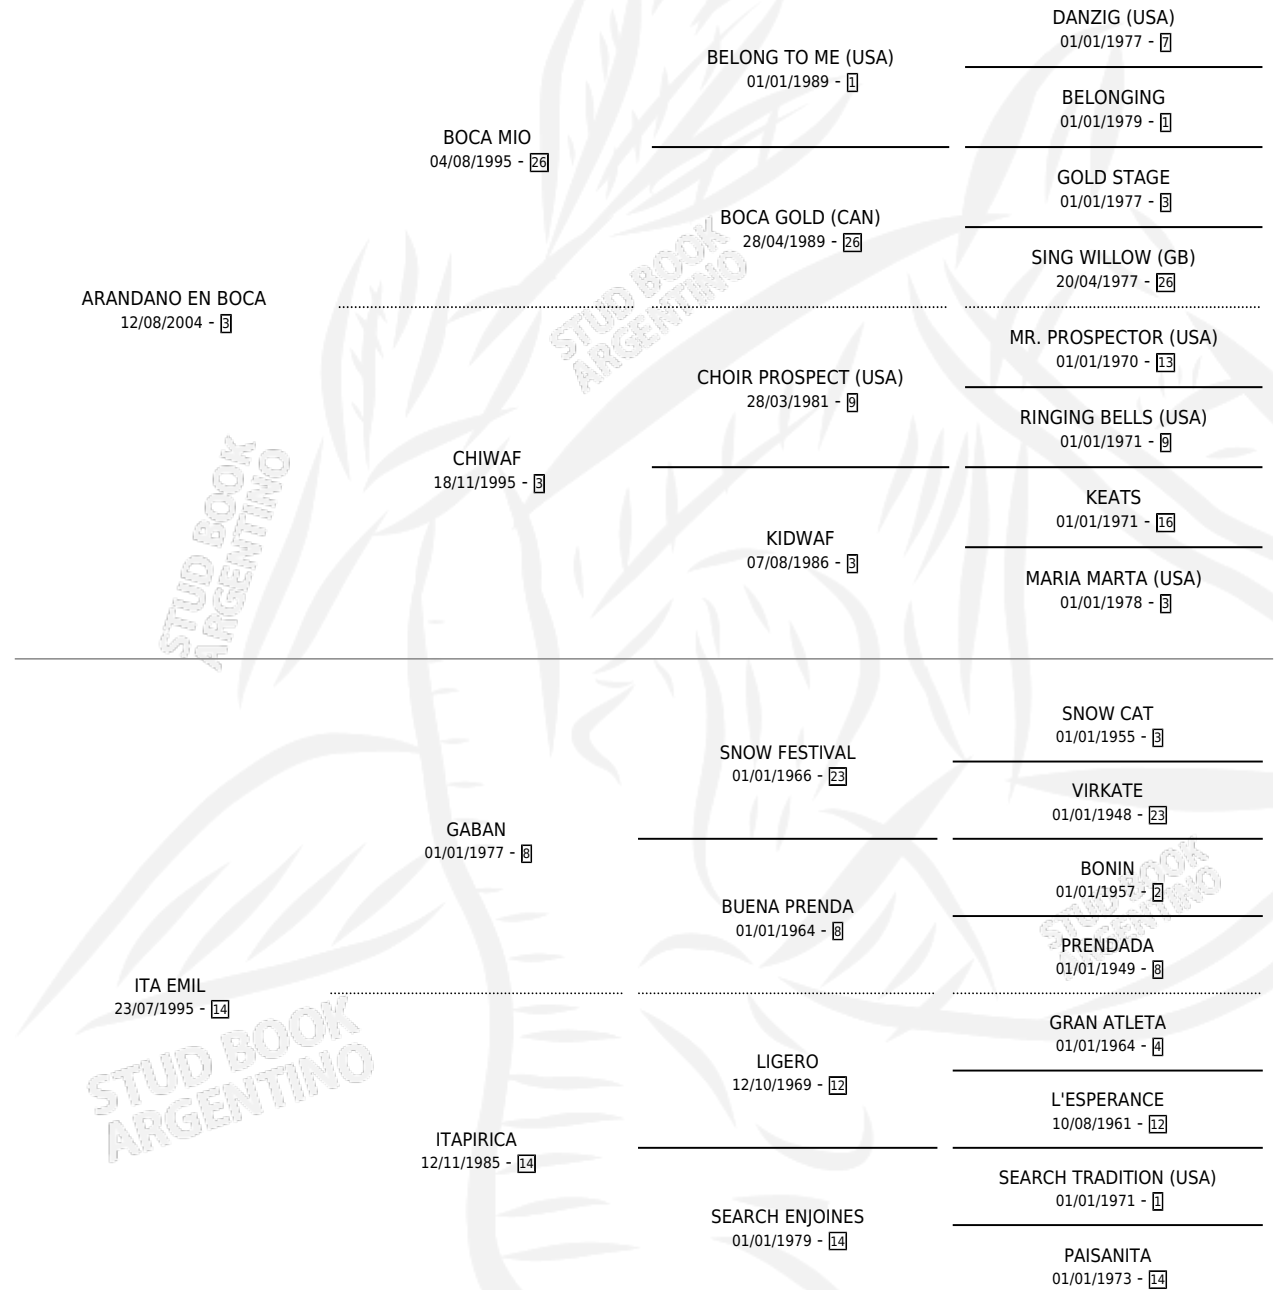 DANZIG (USA)
01/01/1977 - 7
BELONG TO ME (USA)
01/01/1989 - 1
BELONGING
01/01/1979 - 1
BOCA MIO
04/08/1995 - 26
GOLD STAGE
01/01/1977 - 3
BOCA GOLD (CAN)
28/04/1989 - 26
SING WILLOW (GB)
20/04/1977 - 26
ARANDANO EN BOCA
12/08/2004 - 3
STUD BOOK
ARGENTINO
MR. PROSPECTOR (USA)
01/01/1970 - 13
CHOIR PROSPECT (USA)
28/03/1981 - 9
RINGING BELLS (USA)
01/01/1971 - 9
CHIWAF
18/11/1995 - 3
STUD BOOK
ARGENTINO
KEATS
01/01/1971 - 16
KIDWAF
07/08/1986 - 3
MARIA MARTA (USA)
01/01/1978 - 3
SNOW CAT
01/01/1955 - 3
SNOW FESTIVAL
01/01/1966 - 23
VIRKATE
01/01/1948 - 23
GABAN
01/01/1977 - 8
BONIN
01/01/1957 - 2
STUD BOOK
ARGENTINO
BUENA PRENDA
01/01/1964 - 8
PRENDADA
01/01/1949 - 8
ITA EMIL
23/07/1995 - 14
STUD BOOK
ARGENTINO
GRAN ATLETA
01/01/1964 - 4
LIGERO
12/10/1969 - 12
L'ESPERANCE
10/08/1961 - 12
ITAPIRICA
12/11/1985 - 14
SEARCH TRADITION (USA)
01/01/1971 - 1
SEARCH ENJOINES
01/01/1979 - 14
PAISANITA
01/01/1973 - 14